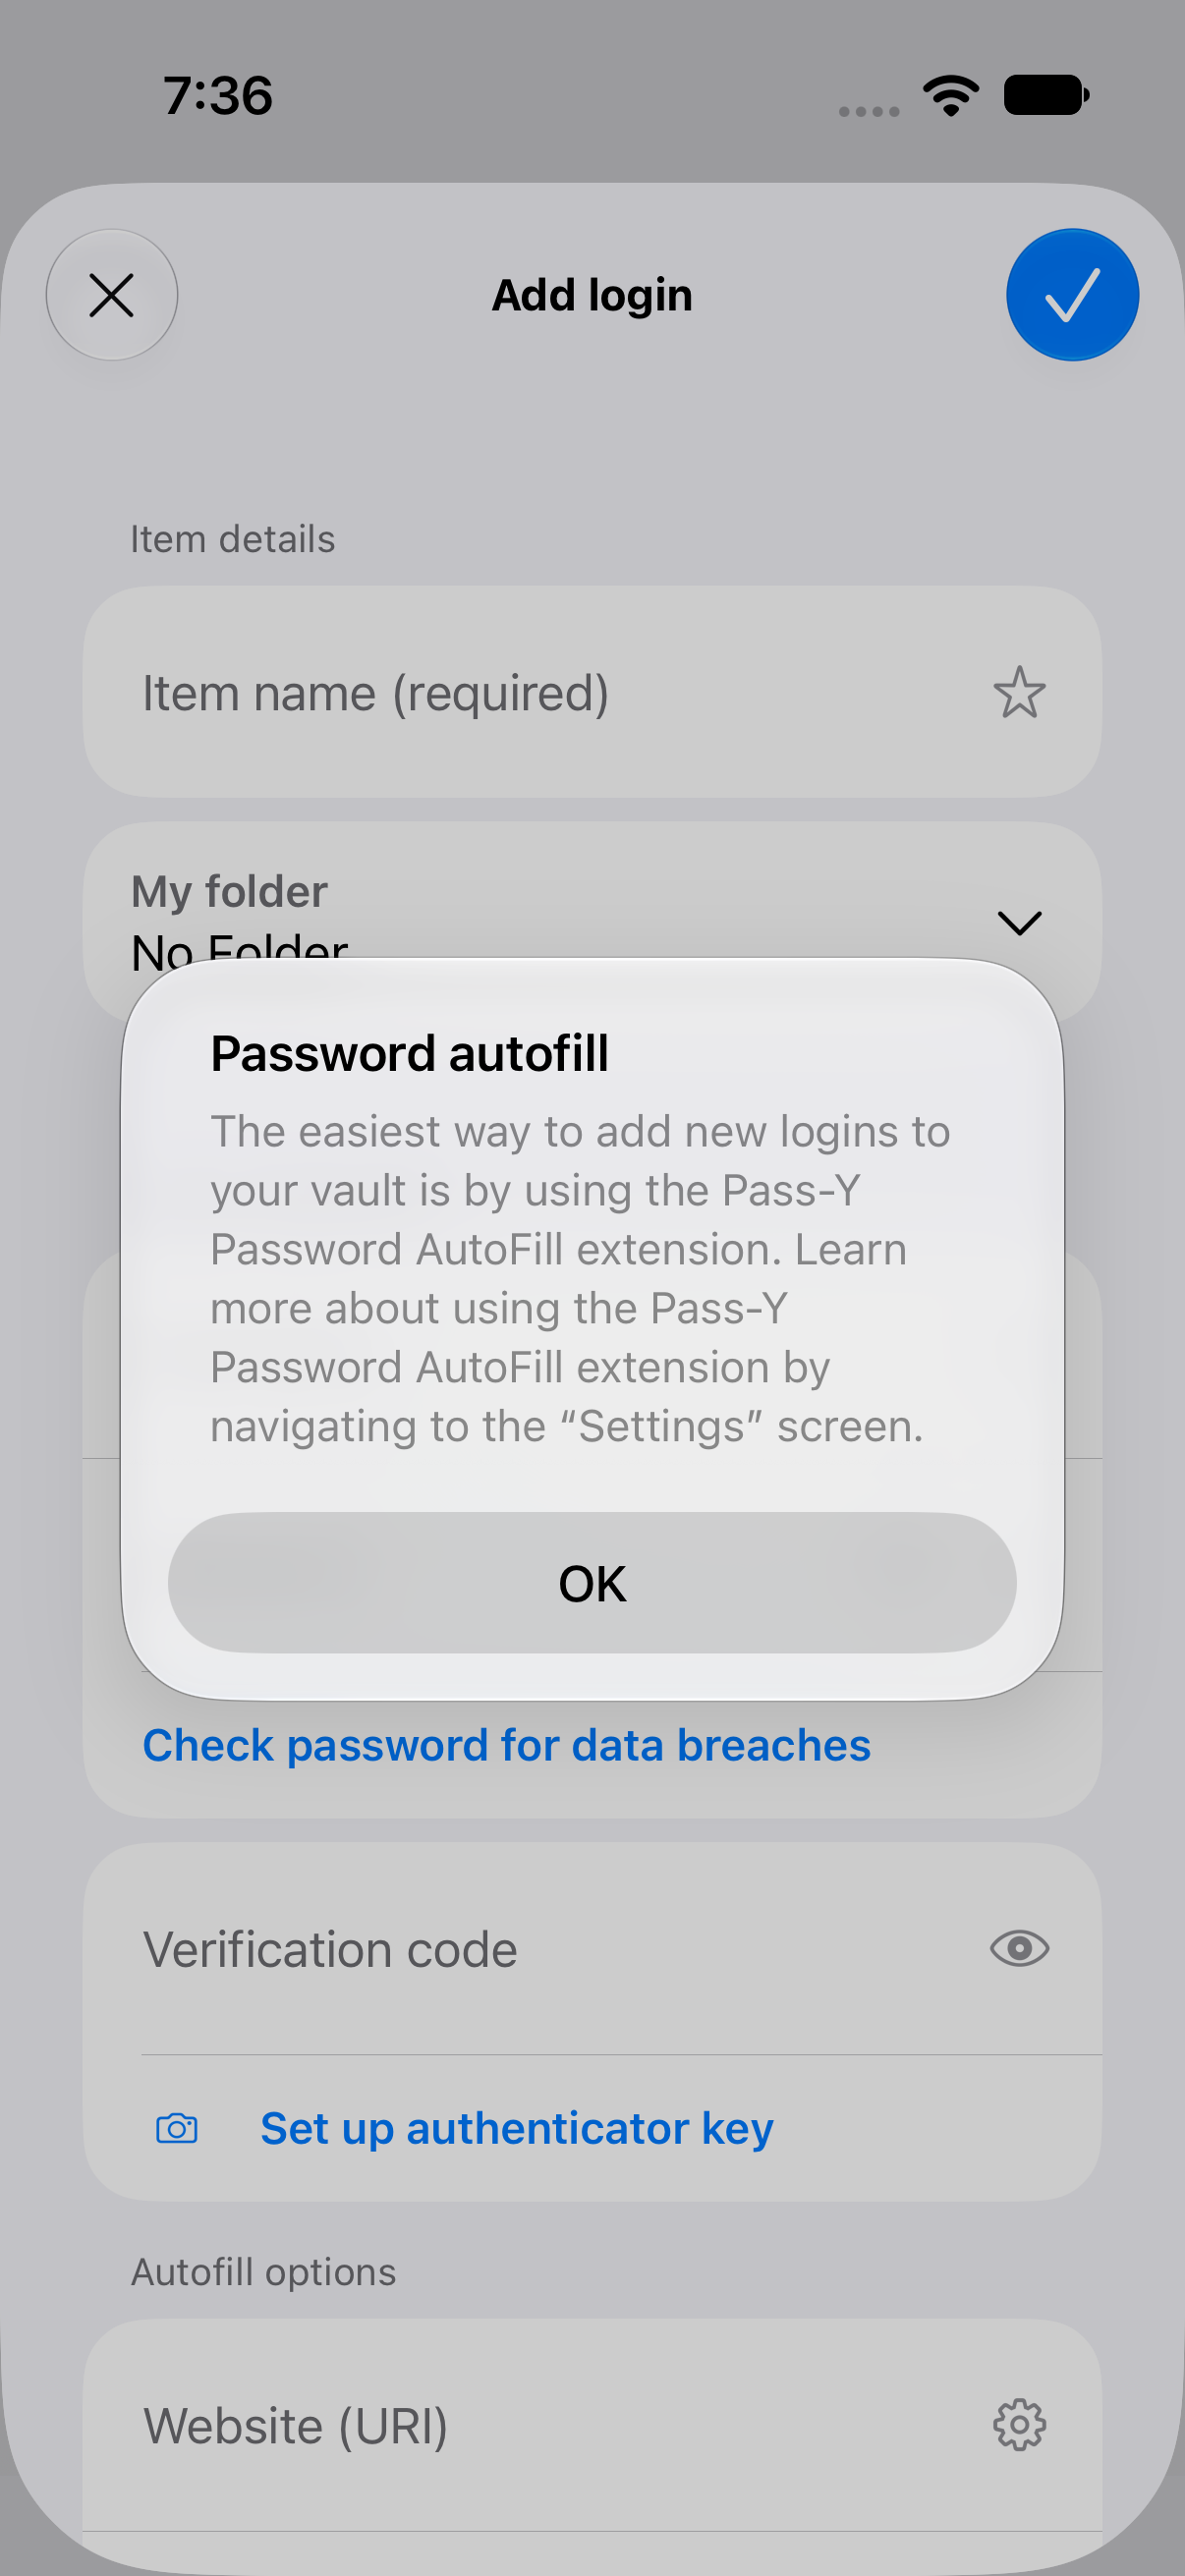 7:36
Add login
Item details
Item name (required)
My folder
No Folder
Password autofill
The easiest way to add new logins to
your vault is by using the Pass-Y
Password AutoFill extension. Learn
more about using the Pass-Y
Password AutoFill extension by
navigating to the “Settings” screen.
OK
Check password for data breaches
Verification code
Set up authenticator key
Autofill options
Website (URI)